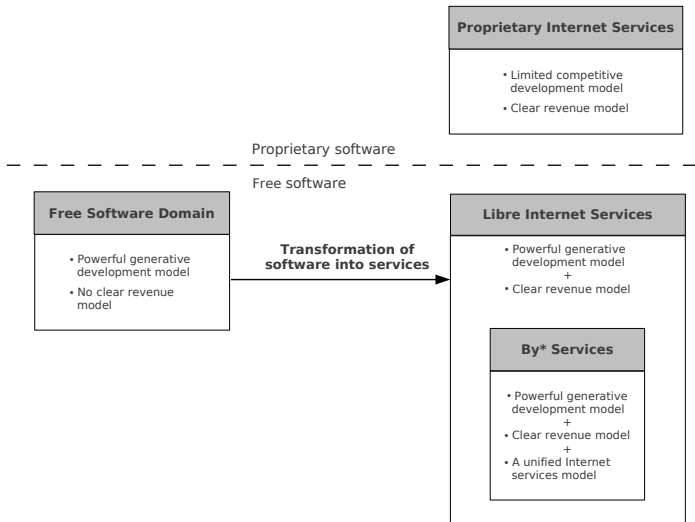 Proprietary Internet Services
• Limited competitive
development model
• Clear revenue model
Proprietary software
Free software
Free Software Domain
• Powerful generative
development model
• No clear revenue
model
Transformation of
software into services
Libre Internet Services
• Powerful generative
development model
+
• Clear revenue model
By* Services
• Powerful generative
development model
+
• Clear revenue model
+
• A unified Internet
services model